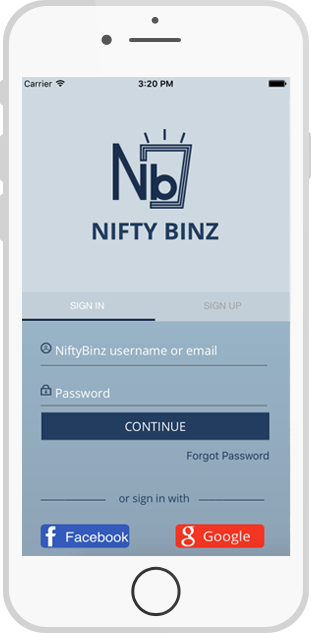 Carrier 3:20 PM
Nb
NIFTY BINZ
SIGN IN SIGN UP
NiftyBinz username or email
Password
CONTINUE
Forgot Password
or sign in with
f Facebook g Google